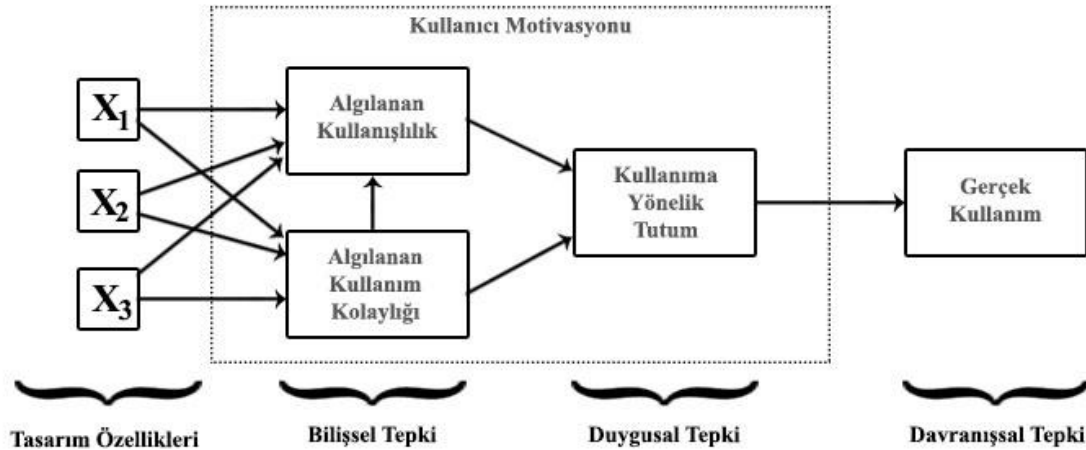 Kullanıcı Motivasyonu
X1
X2
X3
Algılanan
Kullanışlılık
Algılanan
Kullanım
Kolaylığı
Kullanıma
Yönelik
Tutum
Gerçek
Kullanım
Tasarım Özellikleri
Bilişsel Tepki
Duygusal Tepki
Davranışsal Tepki